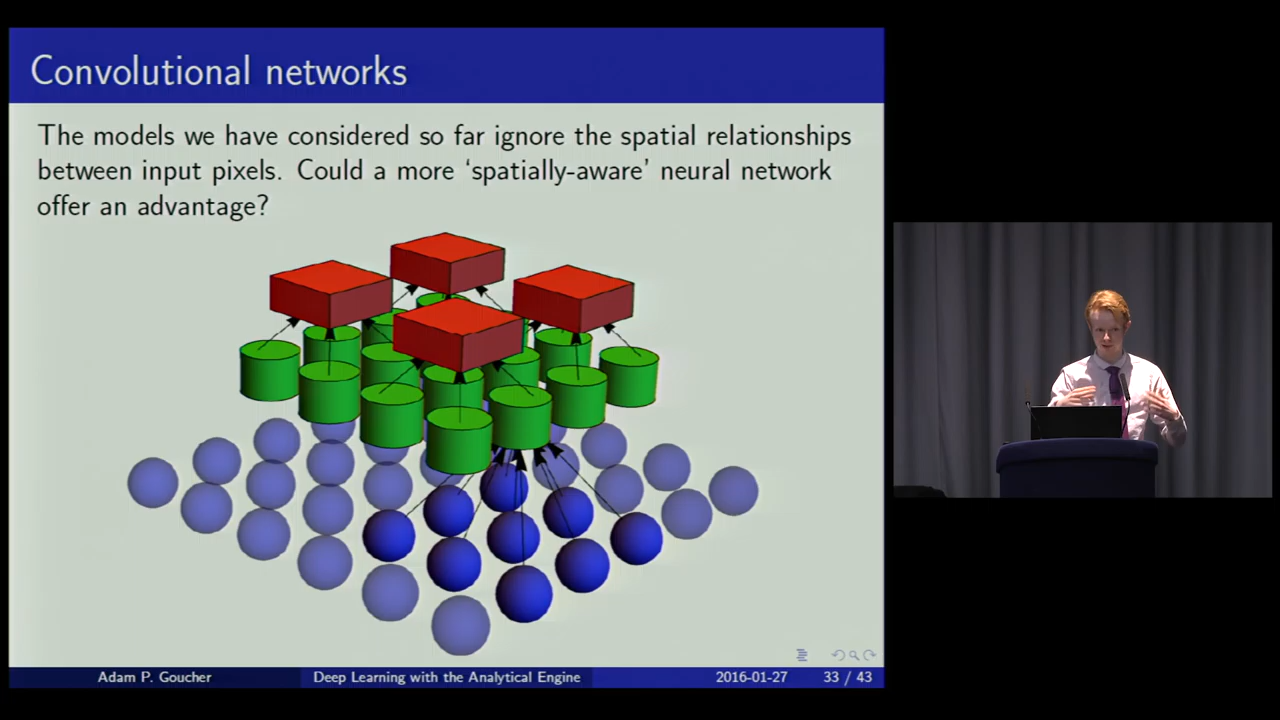 Convolutional networks
The models we have considered so far ignore the spatial relationships
between input pixels. Could a more ‘spatially-aware’ neural network
offer an advantage?
Adam P. Goucher
Deep Learning with the Analytical Engine
2016-01-27
33 / 43